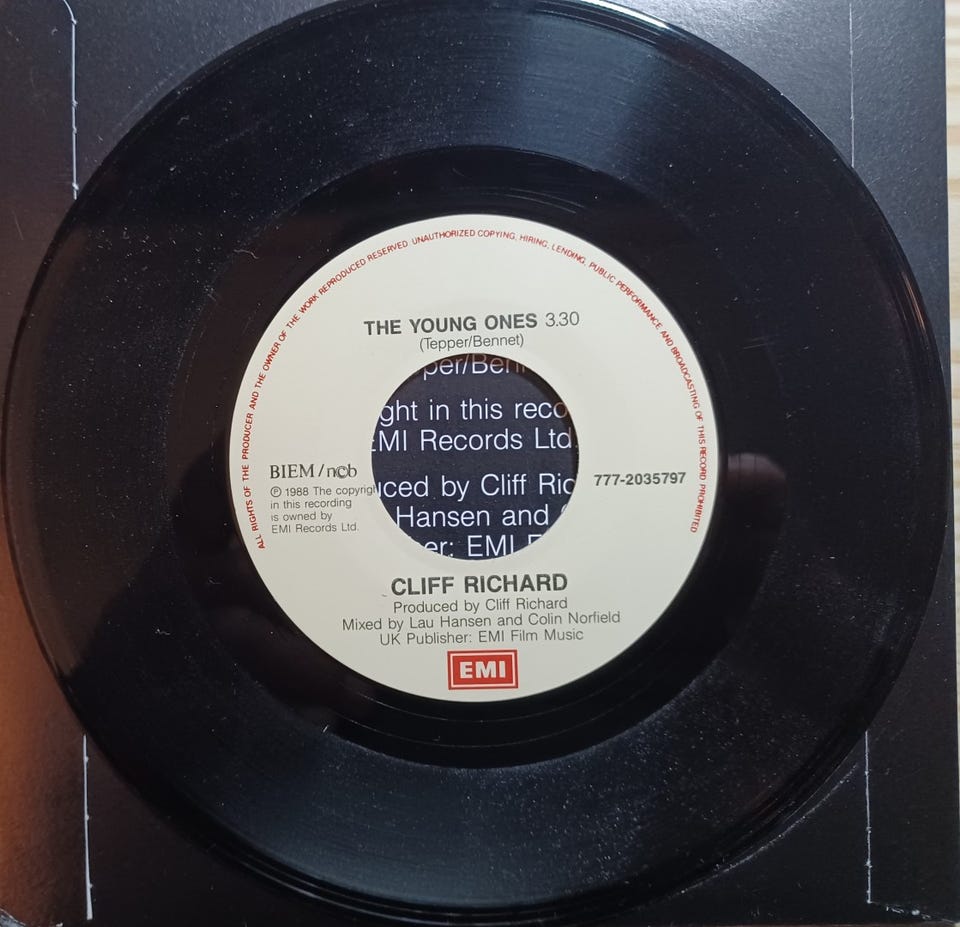 ALL RIGHTS OF THE PRODUCER AND THE OWNER OF THE WORK REPRODUCED RESERVED. UNAUTHORIZED COPYING, HIRING, LENDING, PUBLIC PERFORMANCE AND BROADCASTING OF THIS RECORD PROHIBITED
THE YOUNG ONES 3.30
(Tepper/Bennet)
per/Ben
ght in this reco
EMI Records Ltd.
uced by Cliff Ric
Hansen and
er: EMI F
BIEM/ncb
℗ 1988 The copyright
in this recording
is owned by
EMI Records Ltd.
777-2035797
CLIFF RICHARD
Produced by Cliff Richard
Mixed by Lau Hansen and Colin Norfield
UK Publisher: EMI Film Music
EMI